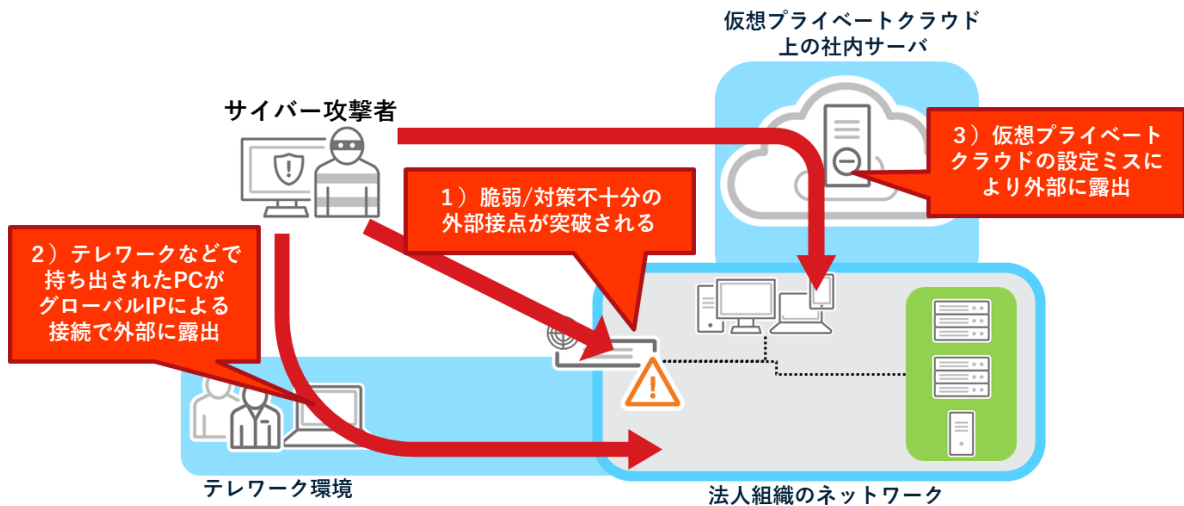 仮想プライベートクラウド
上の社内サーバ
サイバー攻撃者
3）仮想プライベート
クラウドの設定ミスに
より外部に露出
1）脆弱/対策不十分の
外部接点が突破される
2）テレワークなどで
持ち出されたPCが
グローバルIPによる
接続で外部に露出
テレワーク環境
法人組織のネットワーク